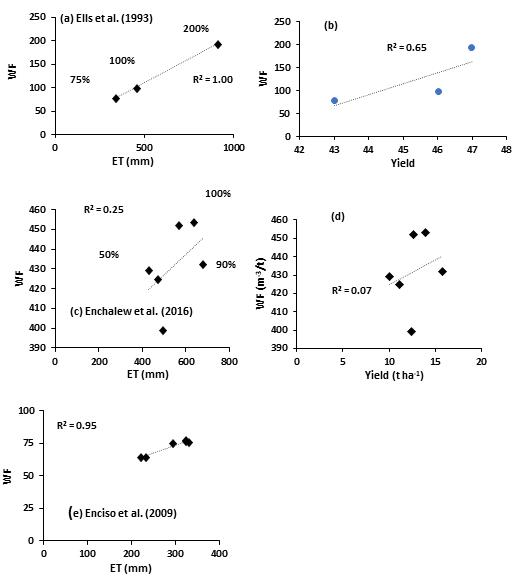 (a) Ells et al. (1993)
250
200
150
100
50
0
WF
75%
100%
200%
R² = 1.00
0 500 1000
ET (mm)
(b)
250
200
150
100
50
0
WF
R² = 0.65
42 43 44 45 46 47 48
Yield
100%
R² = 0.25
460
450
440
430
420
410
400
390
WF
50%
90%
(c) Enchalew et al. (2016)
0 200 400 600 800
ET (mm)
(d)
460
450
440
430
420
410
400
390
WF (m⁻³/t)
R² = 0.07
0 5 10 15 20
Yield (t ha⁻¹)
100
75
50
25
0
WF
R² = 0.95
(e) Enciso et al. (2009)
0 100 200 300 400
ET (mm)